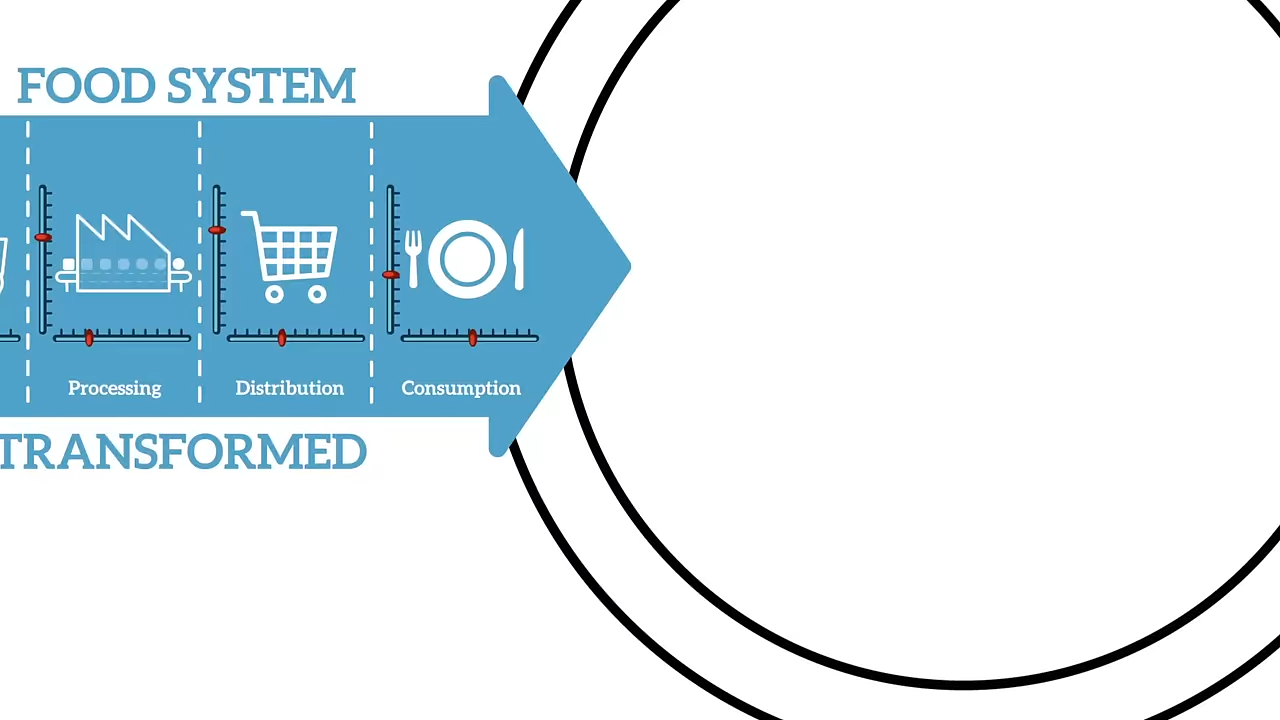 FOOD SYSTEM
Processing
Distribution
Consumption
TRANSFORMED